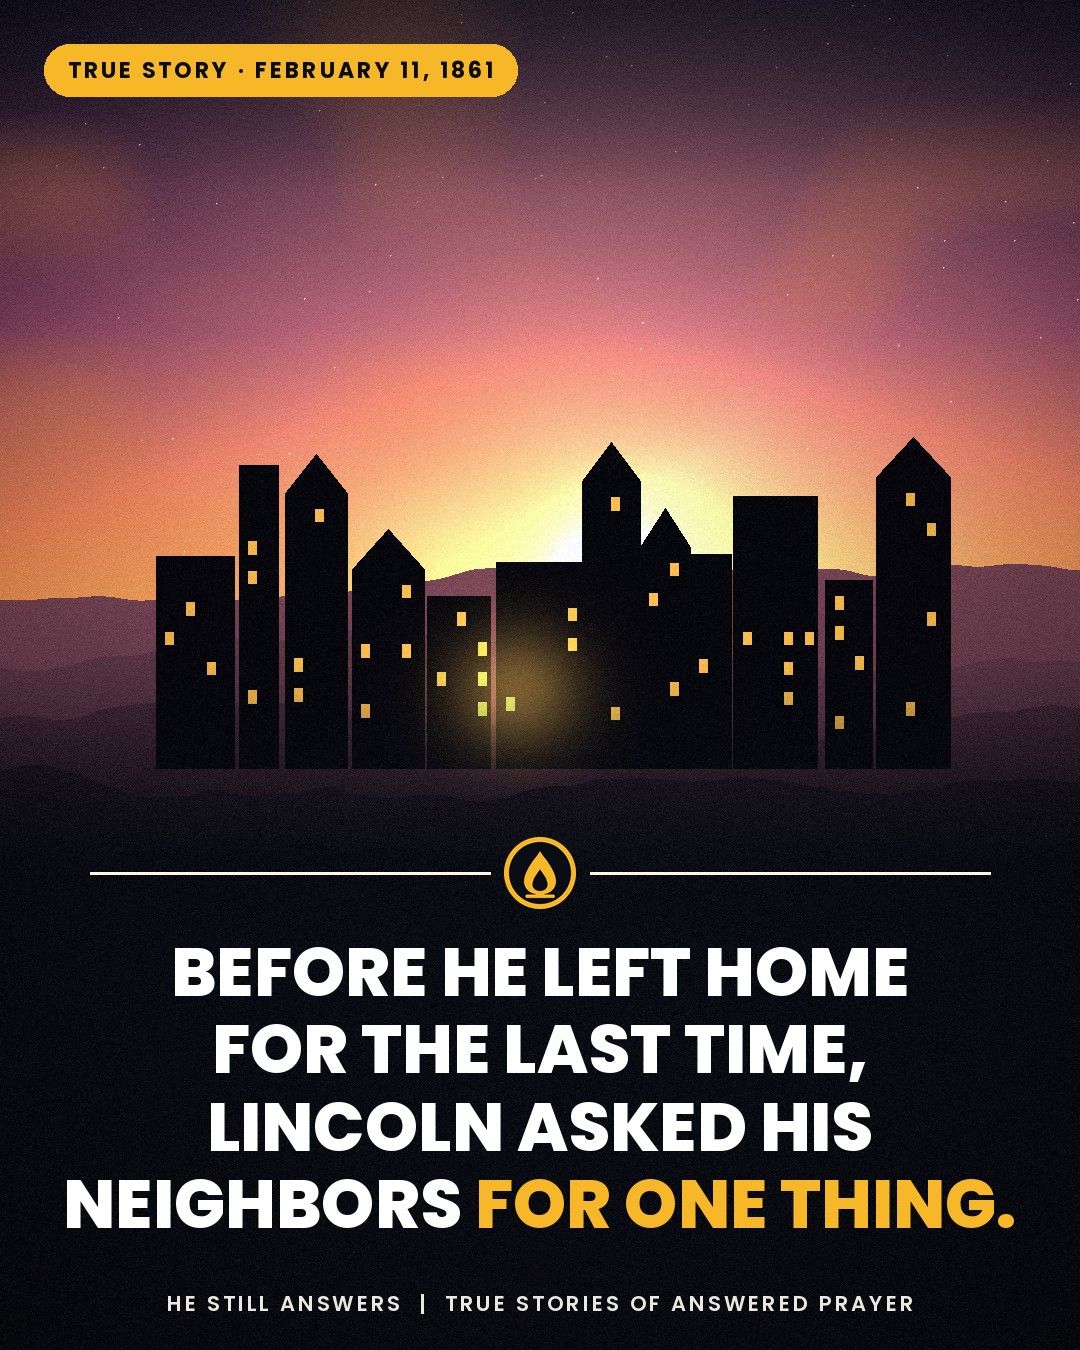 TRUE STORY · FEBRUARY 11, 1861
BEFORE HE LEFT HOME
FOR THE LAST TIME,
LINCOLN ASKED HIS
NEIGHBORS FOR ONE THING.
HE STILL ANSWERS | TRUE STORIES OF ANSWERED PRAYER